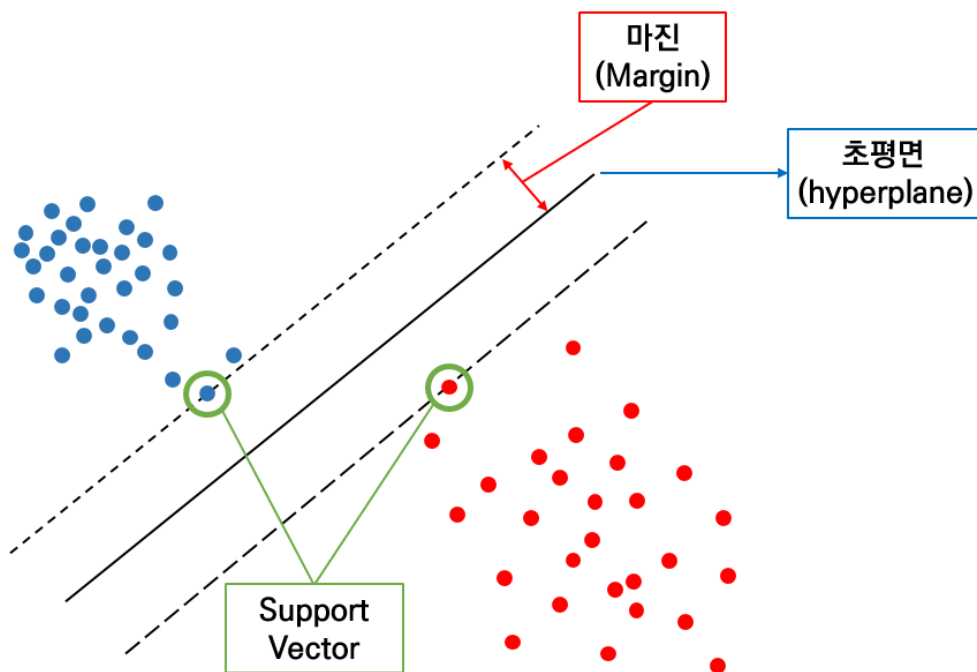 마진
(Margin)
초평면
(hyperplane)
Support
Vector